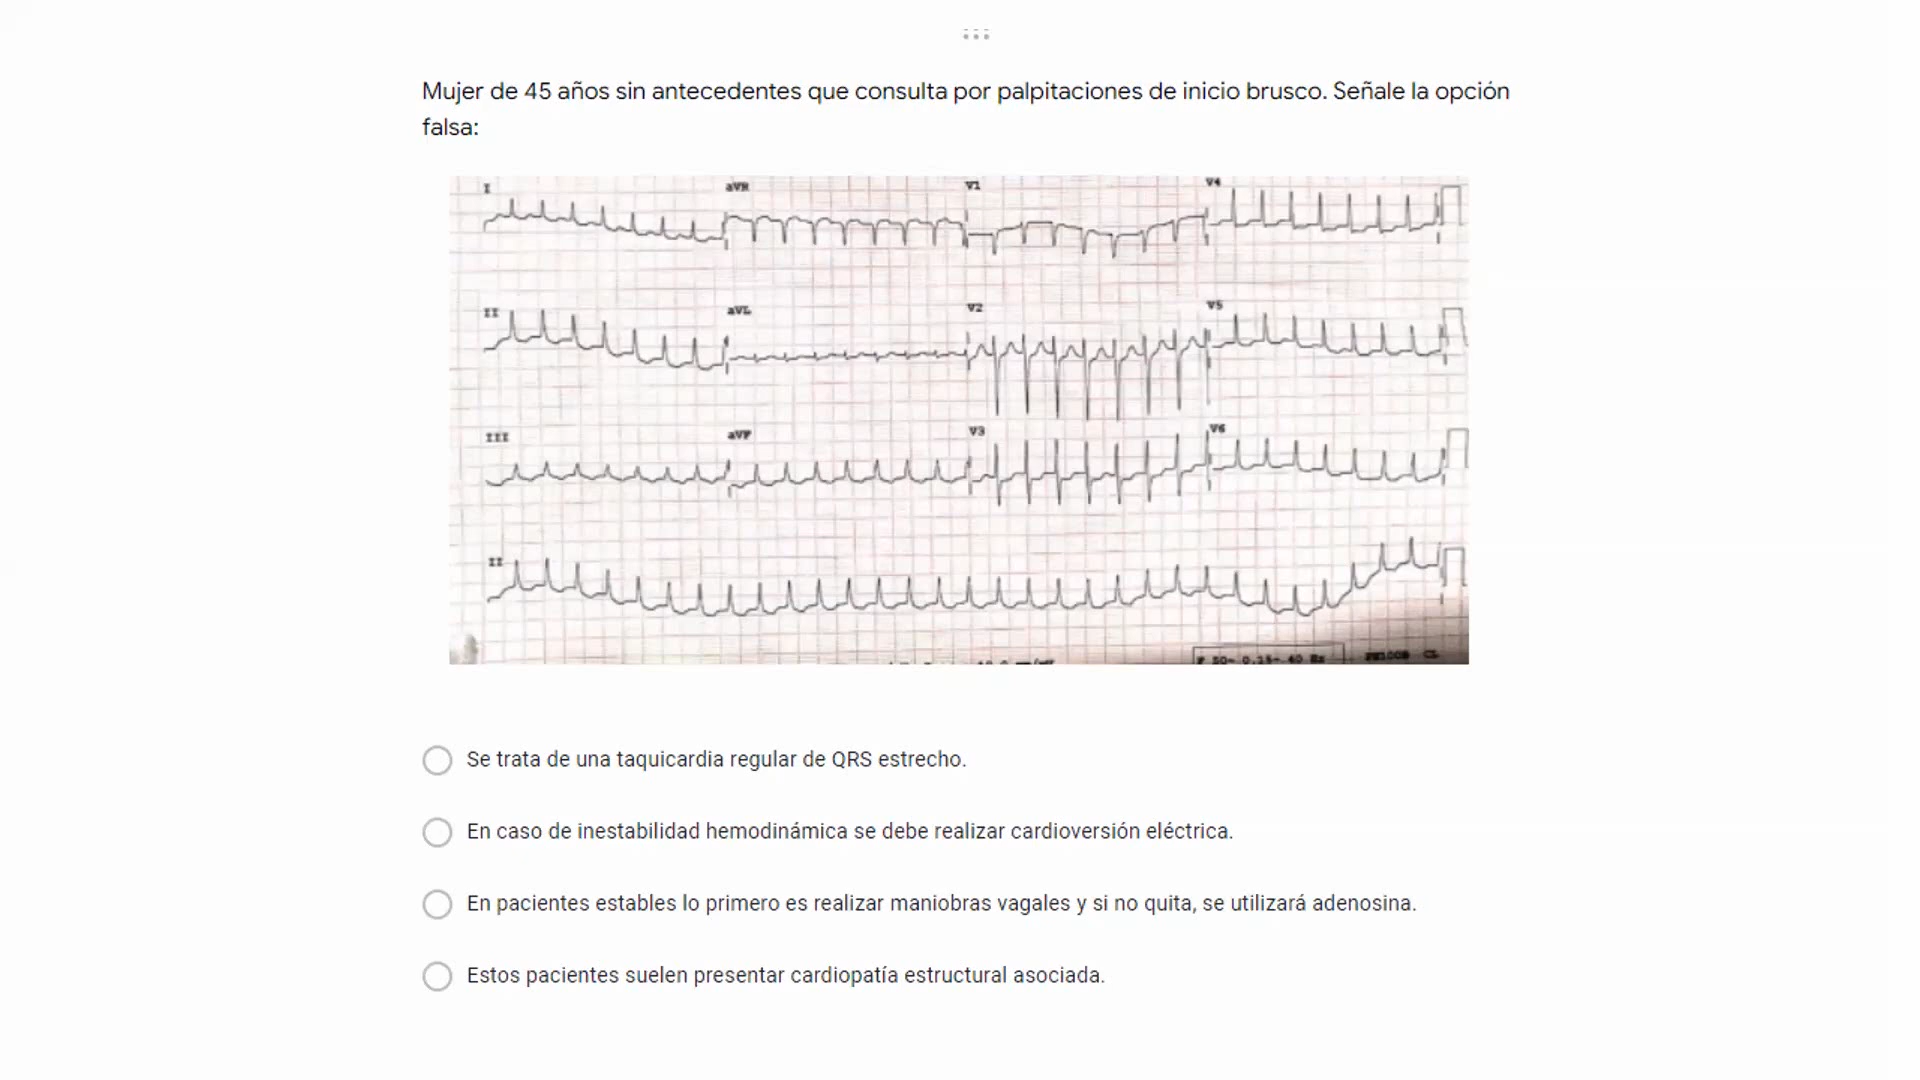 Mujer de 45 años sin antecedentes que consulta por palpitaciones de inicio brusco. Señale la opción
falsa:
I aVR V1 V4
II aVL V2 V5
III aVF V3 V6
II
Se trata de una taquicardia regular de QRS estrecho.
En caso de inestabilidad hemodinámica se debe realizar cardioversión eléctrica.
En pacientes estables lo primero es realizar maniobras vagales y si no quita, se utilizará adenosina.
Estos pacientes suelen presentar cardiopatía estructural asociada.